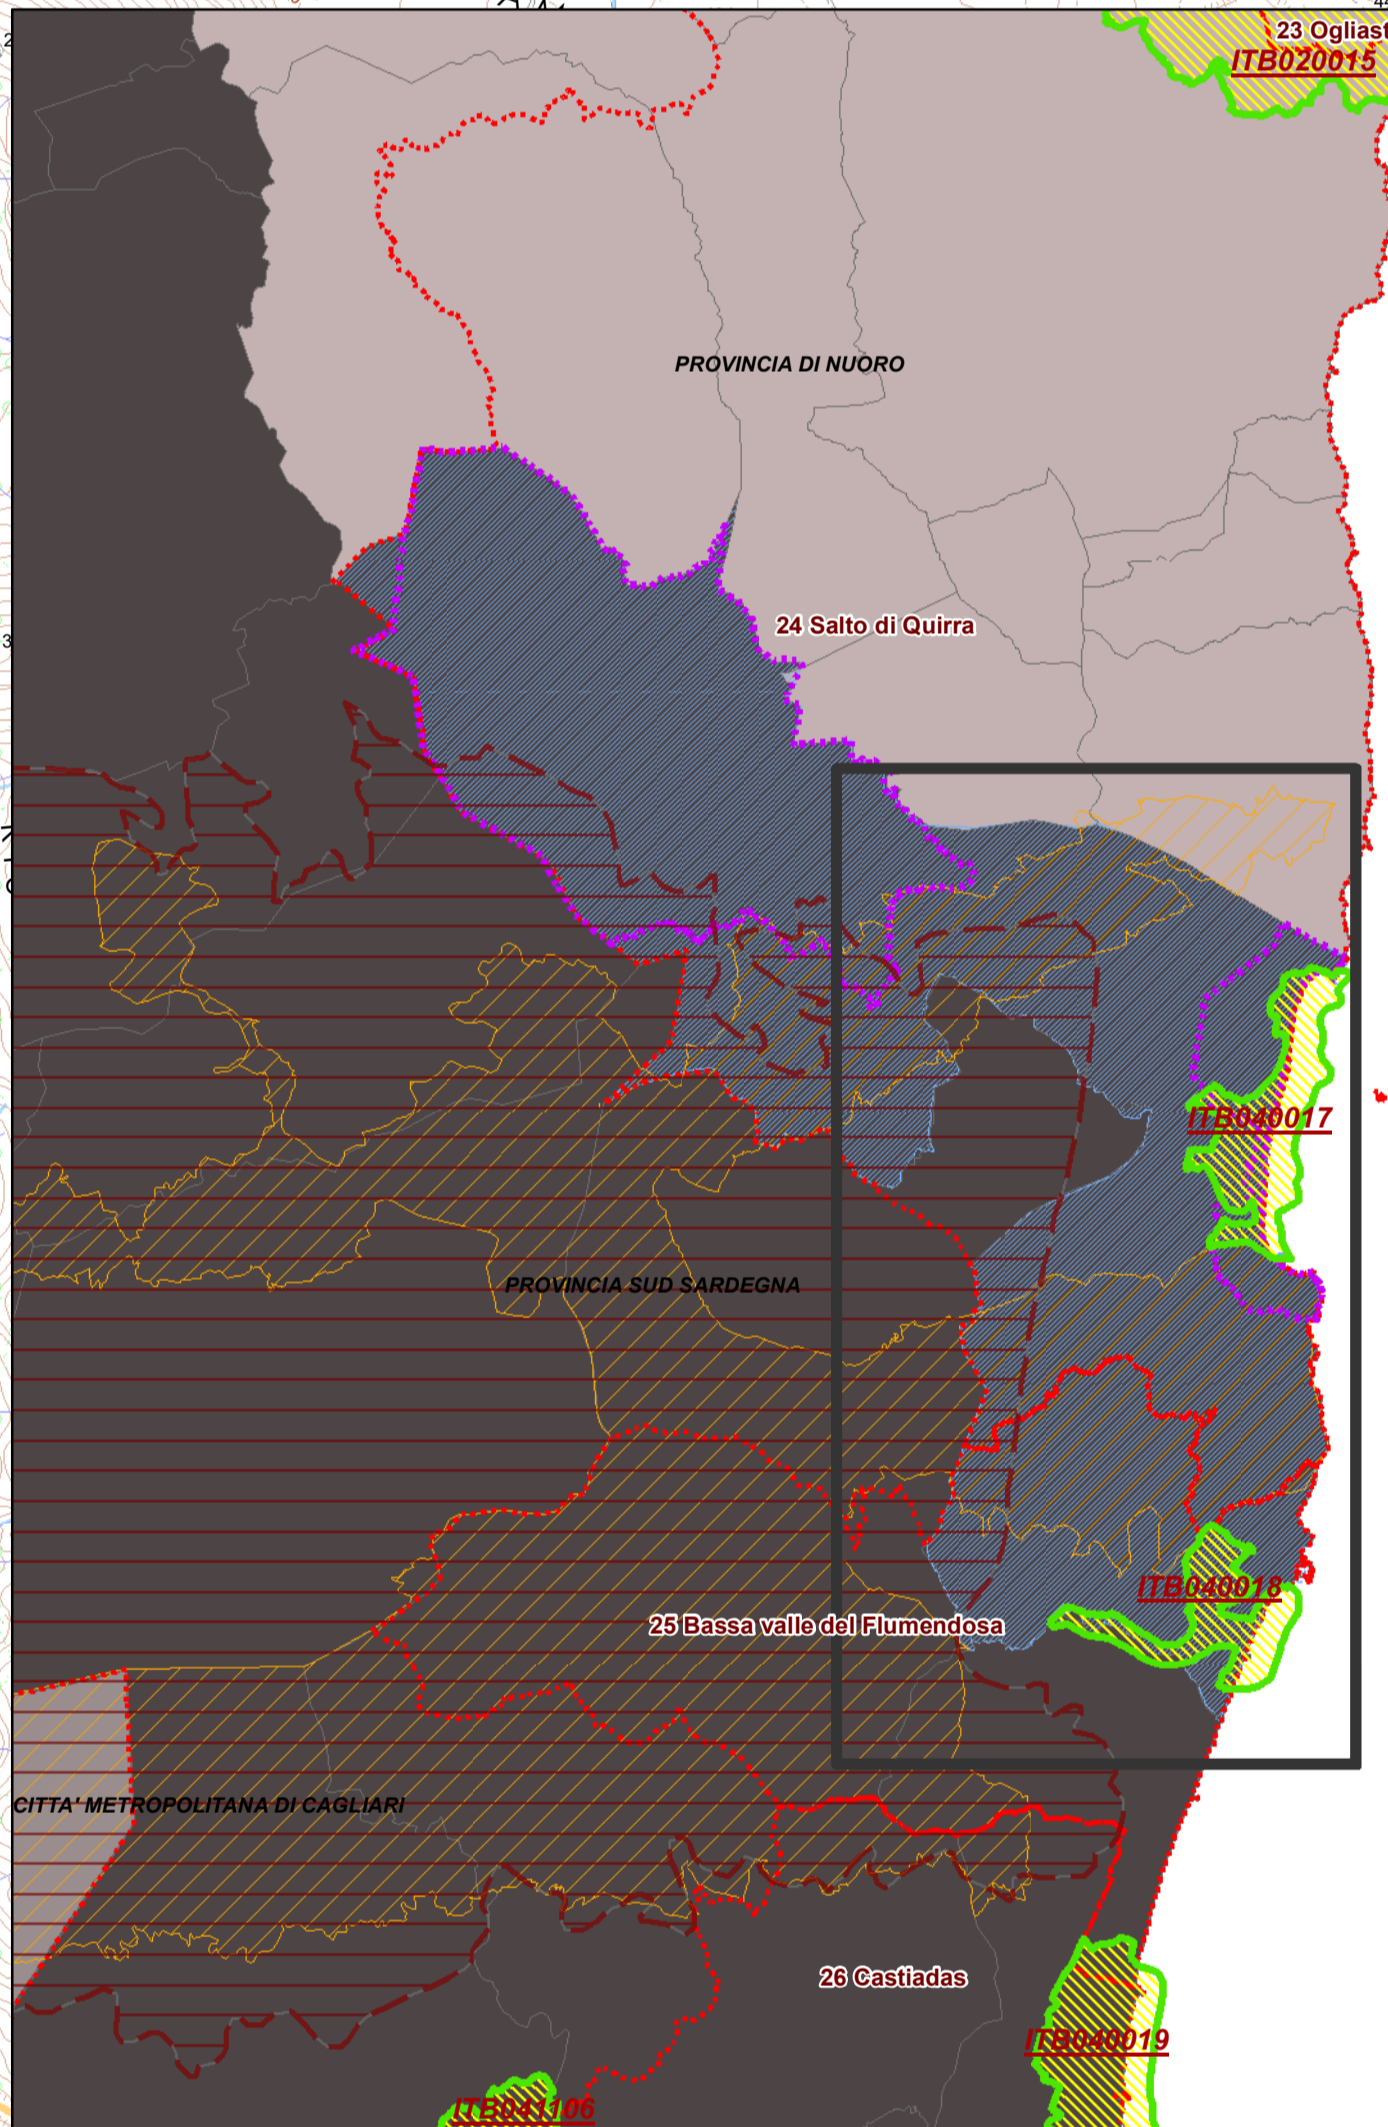 23 Ogliast
ITB020015
PROVINCIA DI NUORO
24 Salto di Quirra
3
ITB040017
PROVINCIA SUD SARDEGNA
ITB040018
25 Bassa valle del Flumendosa
CITTA' METROPOLITANA DI CAGLIARI
26 Castiadas
ITB040019
ITB041106